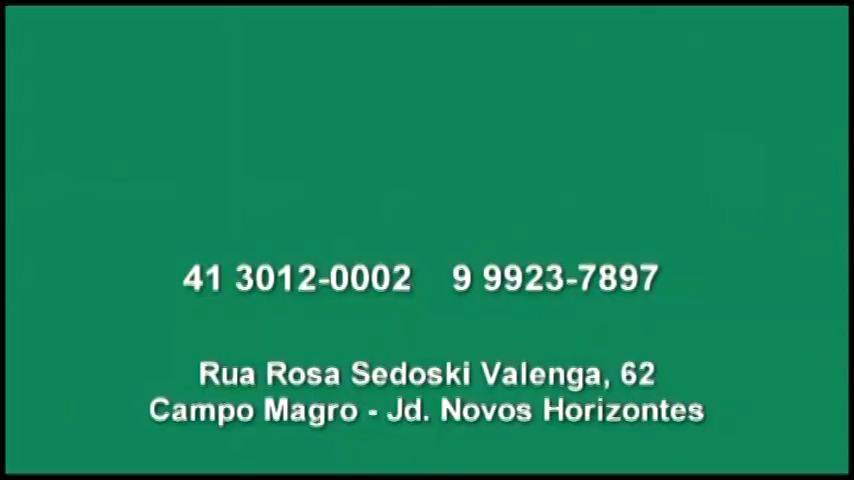 41 3012-0002 9 9923-7897
Rua Rosa Sedoski Valenga, 62
Campo Magro - Jd. Novos Horizontes